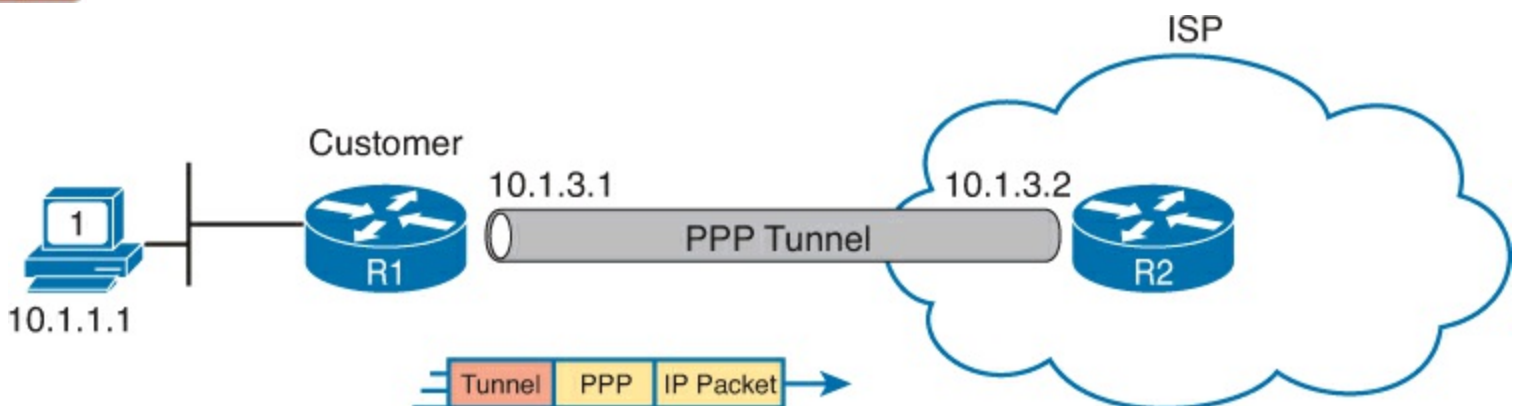 ISP
Customer
10.1.3.1
10.1.3.2
1
PPP Tunnel
R1
R2
10.1.1.1
Tunnel PPP IP Packet